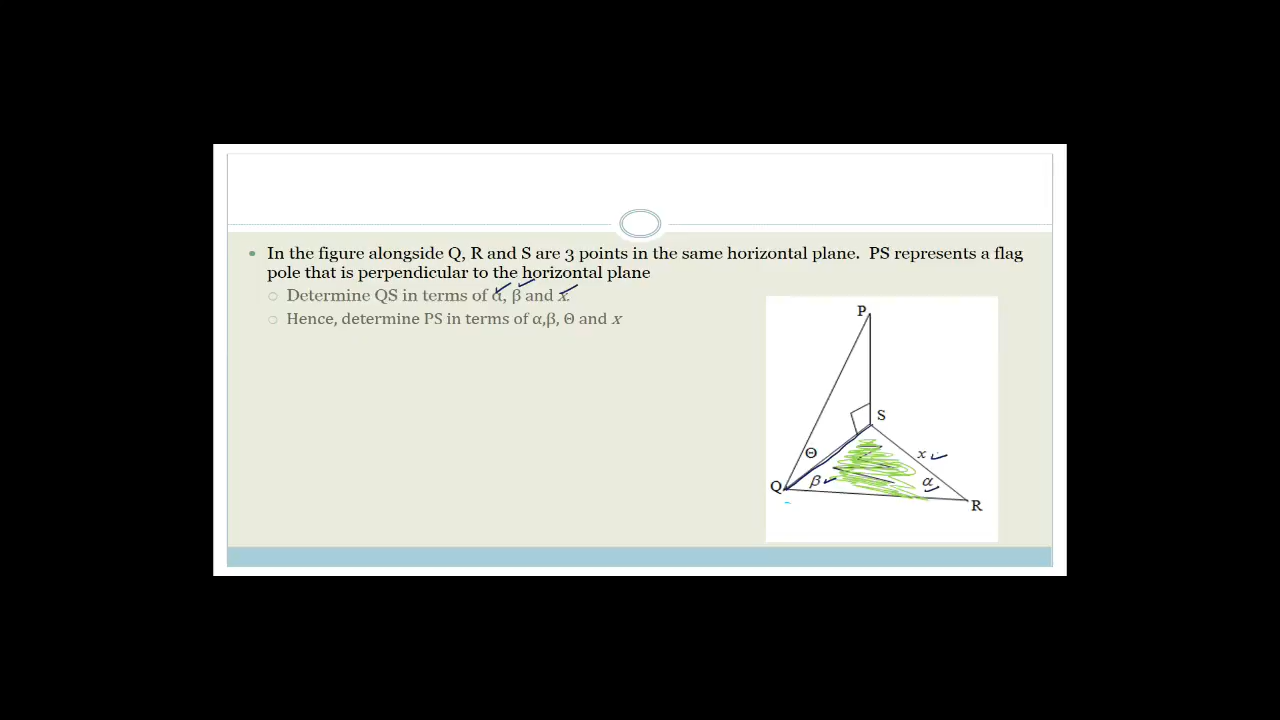 In the figure alongside Q, R and S are 3 points in the same horizontal plane. PS represents a flag
pole that is perpendicular to the horizontal plane
Determine QS in terms of α, β and x.
Hence, determine PS in terms of α,β, Θ and x
P
S
Θ
x
Q
β
α
R